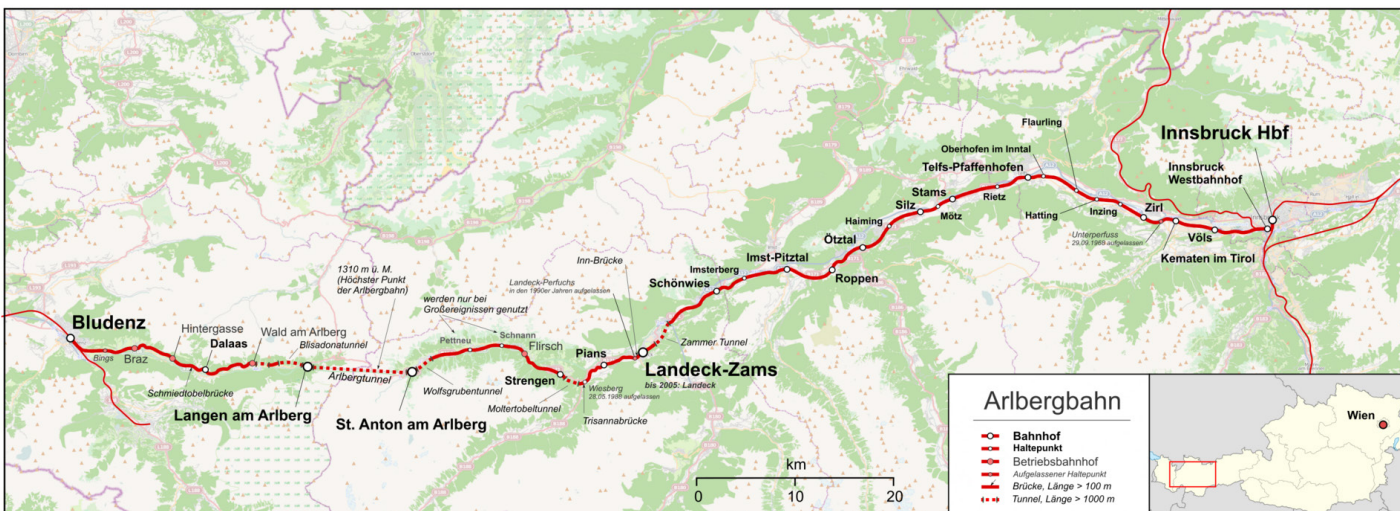 Bludenz
Bings
Braz
Hintergasse
Schmiedtobelbrücke
Dalaas
Wald am Arlberg
Blisadonatunnel
Langen am Arlberg
1310 m ü. M.
(Höchster Punkt
der Arlbergbahn)
Arlbergtunnel
St. Anton am Arlberg
Wolfsgrubentunnel
werden nur bei
Großereignissen genutzt
Pettneu
Schnann
Flirsch
Strengen
Moltertobeltunnel
Wiesberg
28.05.1988 aufgelassen
Trisannabrücke
Pians
Landeck-Perfuchs
in den 1990er Jahren aufgelassen
Inn-Brücke
Landeck-Zams
bis 2005: Landeck
Zammer Tunnel
Schönwies
Imsterberg
Imst-Pitztal
Roppen
Ötztal
Haiming
Silz
Mötz
Stams
Rietz
Telfs-Pfaffenhofen
Oberhofen im Inntal
Flaurling
Hatting
Inzing
Zirl
Unterperfuss
29.09.1988 aufgelassen
Kematen im Tirol
Völs
Innsbruck
Westbahnhof
Innsbruck Hbf
km
0
10
20
Arlbergbahn
Bahnhof
Haltepunkt
Betriebsbahnhof
Aufgelassener Haltepunkt
Brücke, Länge > 100 m
Tunnel, Länge > 1000 m
Wien